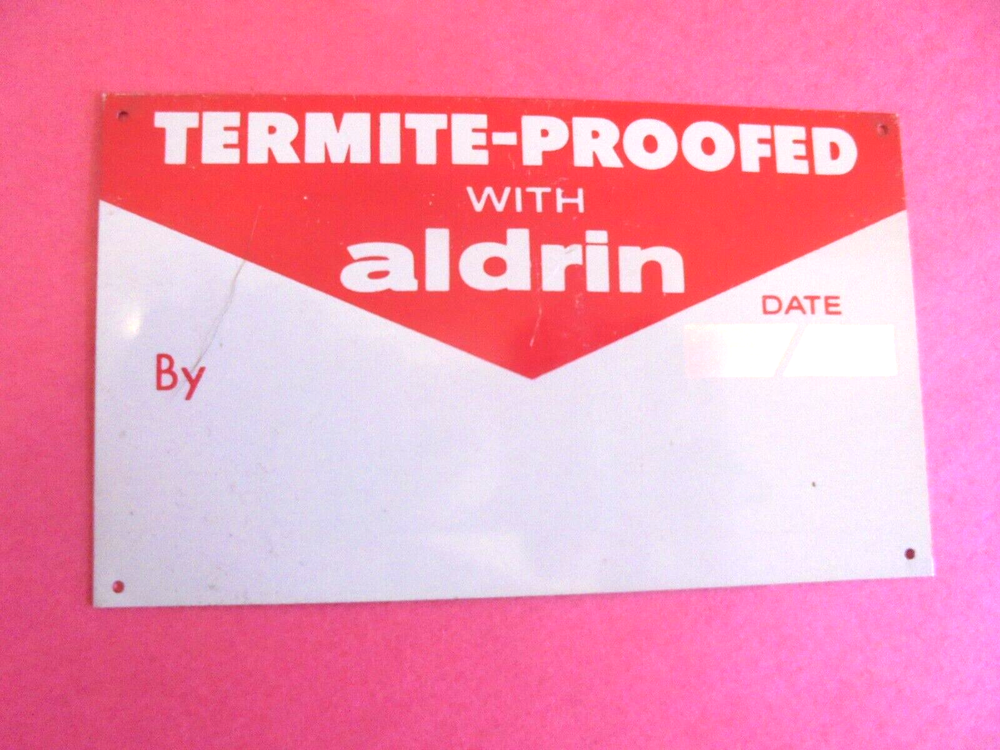 TERMITE-PROOFED
WITH
aldrin
DATE
By